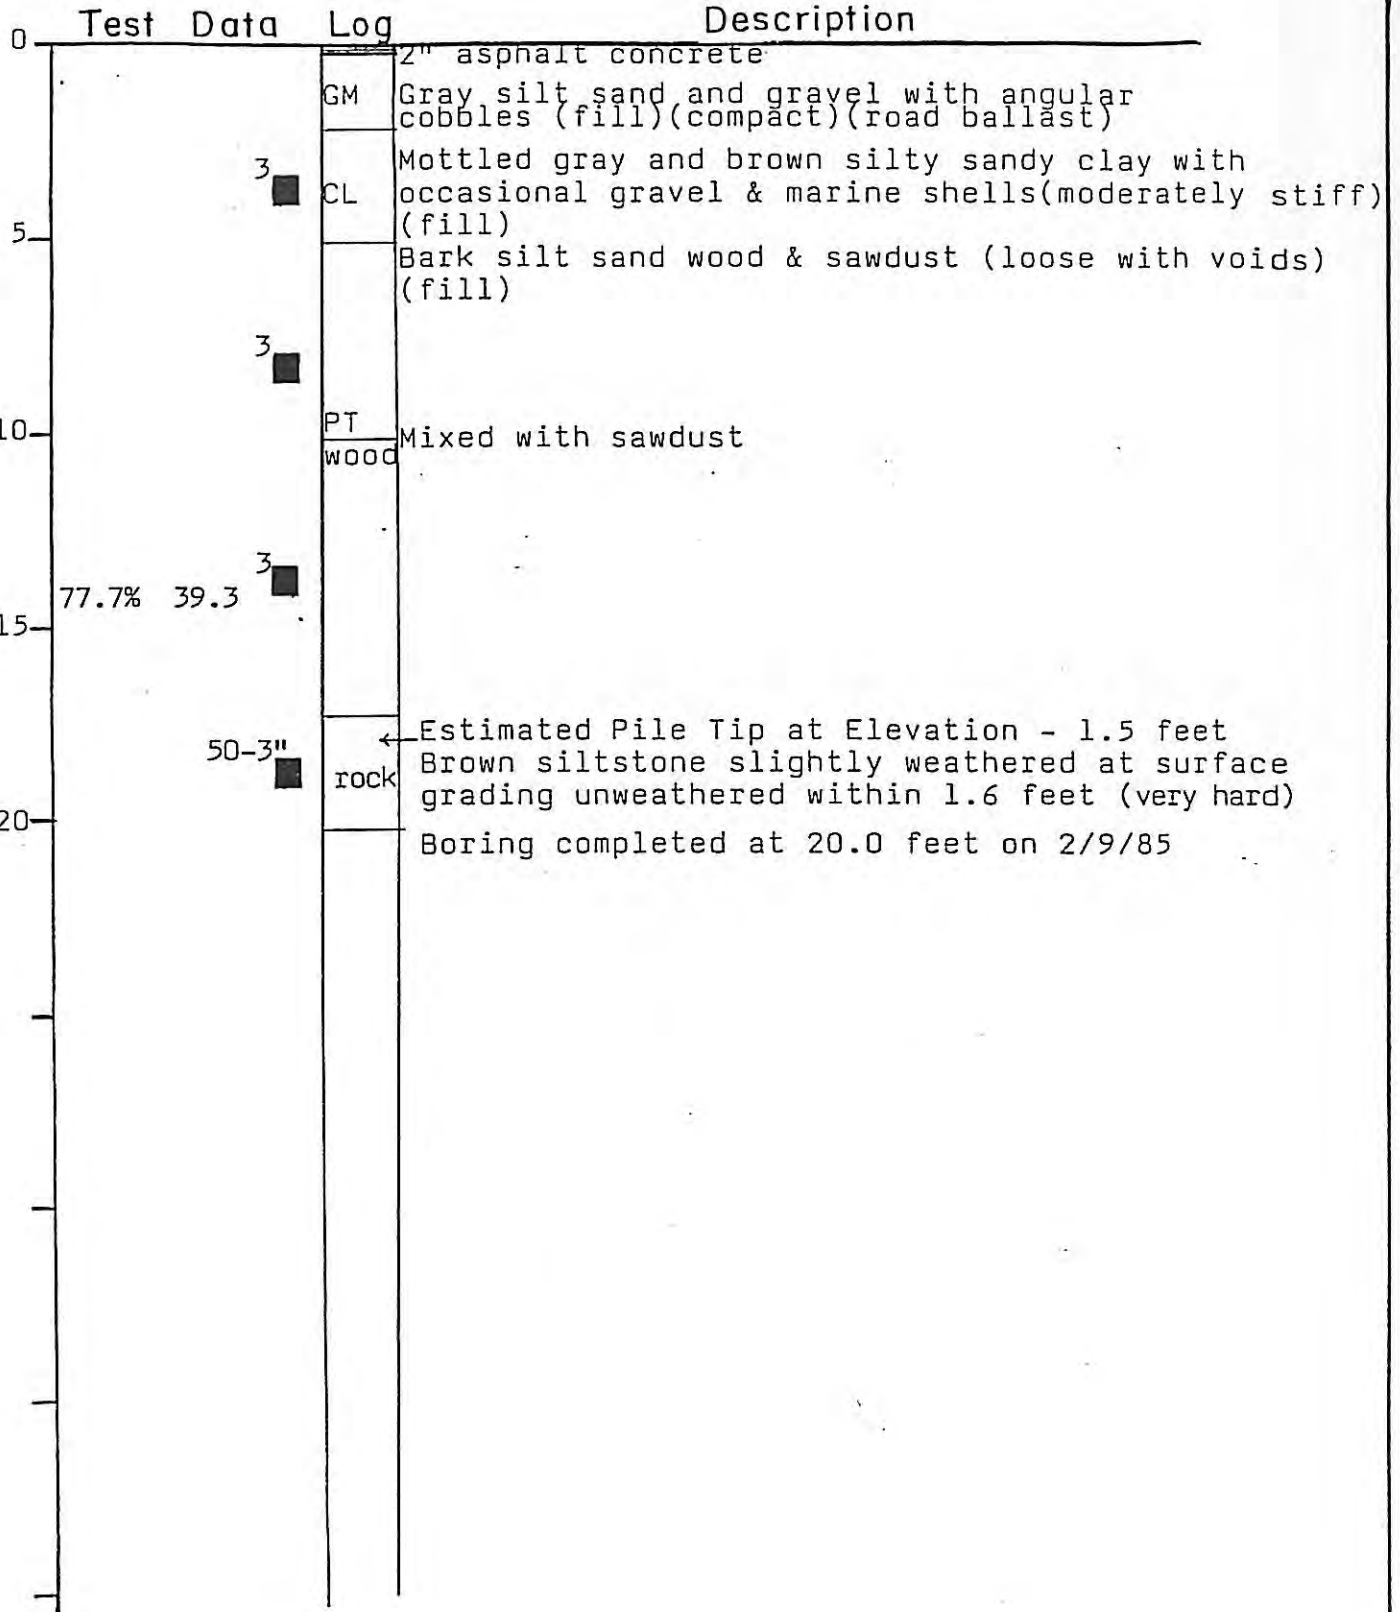 Test Data Log Description
0
2" asphalt concrete
GM Gray silt sand and gravel with angular
cobbles (fill)(compact)(road ballast)
Mottled gray and brown silty sandy clay with
3
CL occasional gravel & marine shells(moderately stiff)
(fill)
5
Bark silt sand wood & sawdust (loose with voids)
(fill)
3
PT
10 Mixed with sawdust
wood
3
77.7% 39.3
15
Estimated Pile Tip at Elevation - 1.5 feet
50-3"
Brown siltstone slightly weathered at surface
rock grading unweathered within 1.6 feet (very hard)
20
Boring completed at 20.0 feet on 2/9/85